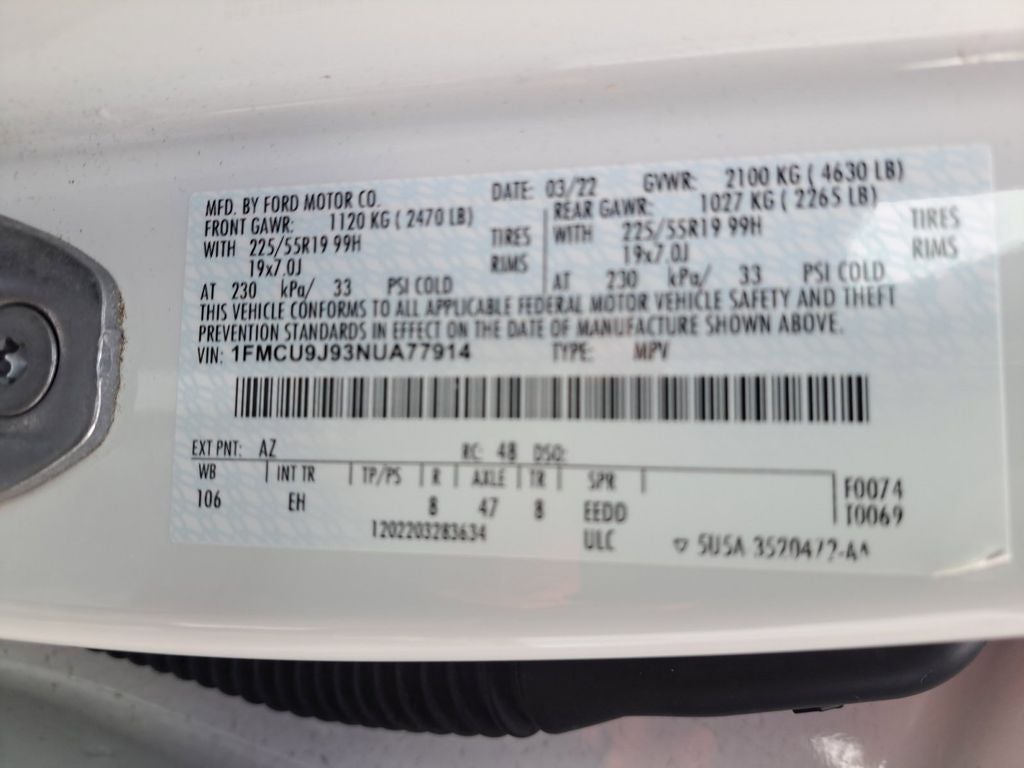 MFD. BY FORD MOTOR CO. DATE: 03/22 GVWR: 2100 KG ( 4630 LB)
FRONT GAWR: 1120 KG ( 2470 LB) REAR GAWR: 1027 KG ( 2265 LB)
WITH 225/55R19 99H TIRES WITH 225/55R19 99H TIRES
19x7.0J RIMS 19x7.0J RIMS
AT 230 kPa/ 33 PSI COLD AT 230 kPa/ 33 PSI COLD
THIS VEHICLE CONFORMS TO ALL APPLICABLE FEDERAL MOTOR VEHICLE SAFETY AND THEFT
PREVENTION STANDARDS IN EFFECT ON THE DATE OF MANUFACTURE SHOWN ABOVE.
VIN: 1FMCU9J93NUA77914 TYPE: MPV
EXT PNT: AZ RC: 48 DSO:
WB INT TR TP/PS R AXLE TR SPR F0074
106 EH 8 47 8 EEDD T0069
1202203283634 ULC 5U5A 3520472-AA